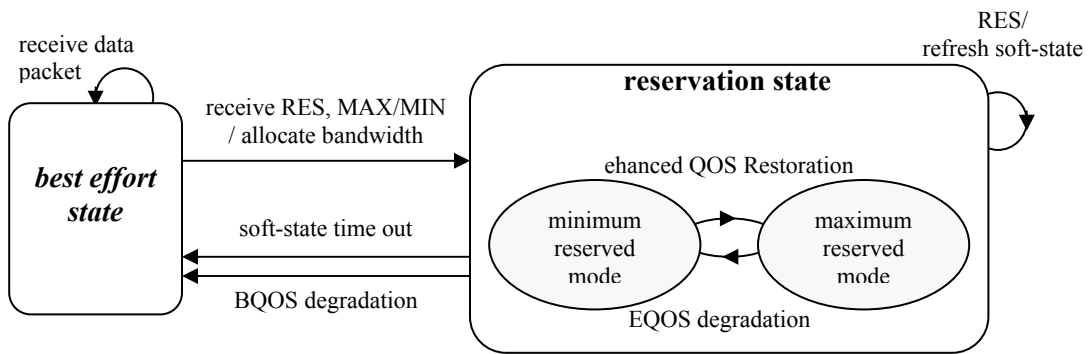 RES/
refresh soft-state
receive data
packet
reservation state
receive RES, MAX/MIN
/ allocate bandwidth
ehanced QOS Restoration
best effort
state
minimum
reserved
mode
maximum
reserved
mode
soft-state time out
BQOS degradation
EQOS degradation